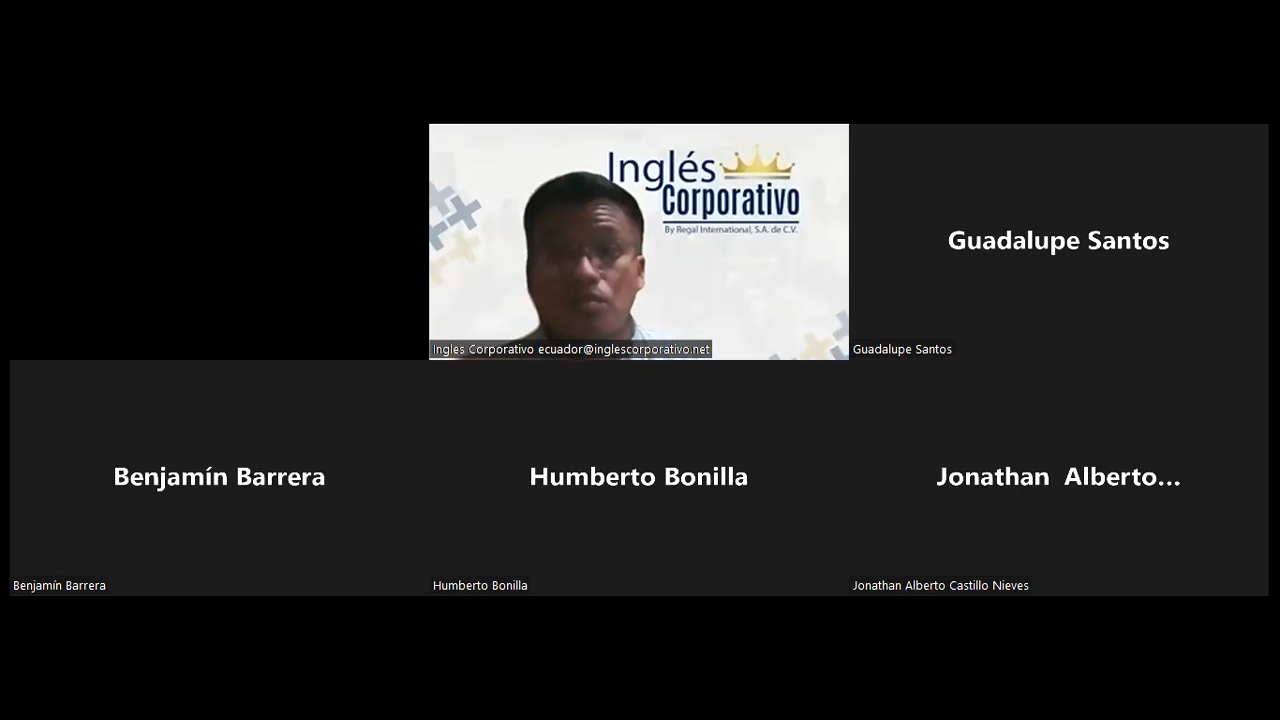 Inglés
Corporativo
By Regal International, S.A. de C.V.
Ingles Corporativo ecuador@inglescorporativo.net
Guadalupe Santos
Guadalupe Santos
Benjamín Barrera
Humberto Bonilla
Jonathan Alberto...
Benjamín Barrera
Humberto Bonilla
Jonathan Alberto Castillo Nieves